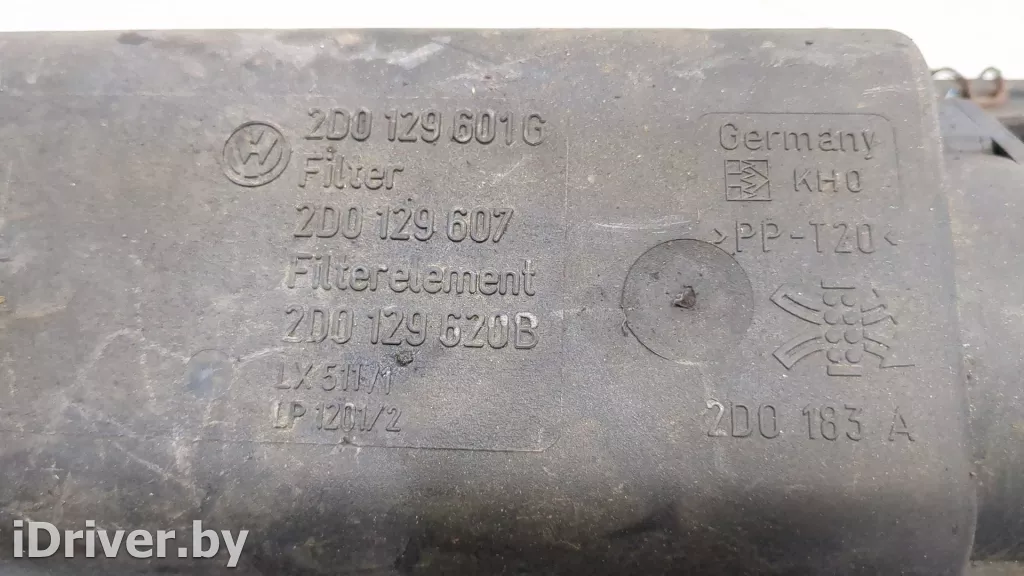 2D0 129 601 G
Filter
2D0 129 607
Filterelement
2D0 129 620B
LX 511/1
LP 1201/2
Germany
KHO
>PP-T20<
2D0 183 A
iDriver.by